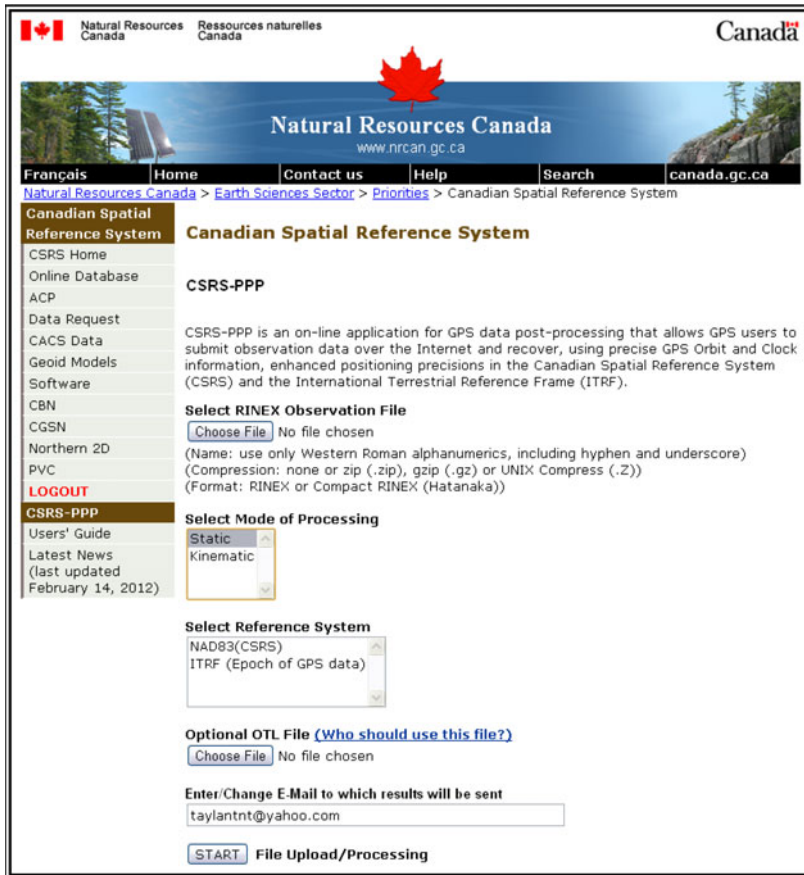 Natural Resources Canada
Ressources naturelles Canada
Canada
Natural Resources Canada
www.nrcan.gc.ca
Français Home Contact us Help Search canada.gc.ca
Natural Resources Canada > Earth Sciences Sector > Priorities > Canadian Spatial Reference System
Canadian Spatial
Reference System
CSRS Home
Online Database
ACP
Data Request
CACS Data
Geoid Models
Software
CBN
CGSN
Northern 2D
PVC
LOGOUT
CSRS-PPP
Users' Guide
Latest News
(last updated
February 14, 2012)
Canadian Spatial Reference System
CSRS-PPP
CSRS-PPP is an on-line application for GPS data post-processing that allows GPS users to
submit observation data over the Internet and recover, using precise GPS Orbit and Clock
information, enhanced positioning precisions in the Canadian Spatial Reference System
(CSRS) and the International Terrestrial Reference Frame (ITRF).
Select RINEX Observation File
Choose File No file chosen
(Name: use only Western Roman alphanumerics, including hyphen and underscore)
(Compression: none or zip (.zip), gzip (.gz) or UNIX Compress (.Z))
(Format: RINEX or Compact RINEX (Hatanaka))
Select Mode of Processing
Static
Kinematic
Select Reference System
NAD83(CSRS)
ITRF (Epoch of GPS data)
Optional OTL File (Who should use this file?)
Choose File No file chosen
Enter/Change E-Mail to which results will be sent
taylantnt@yahoo.com
START File Upload/Processing